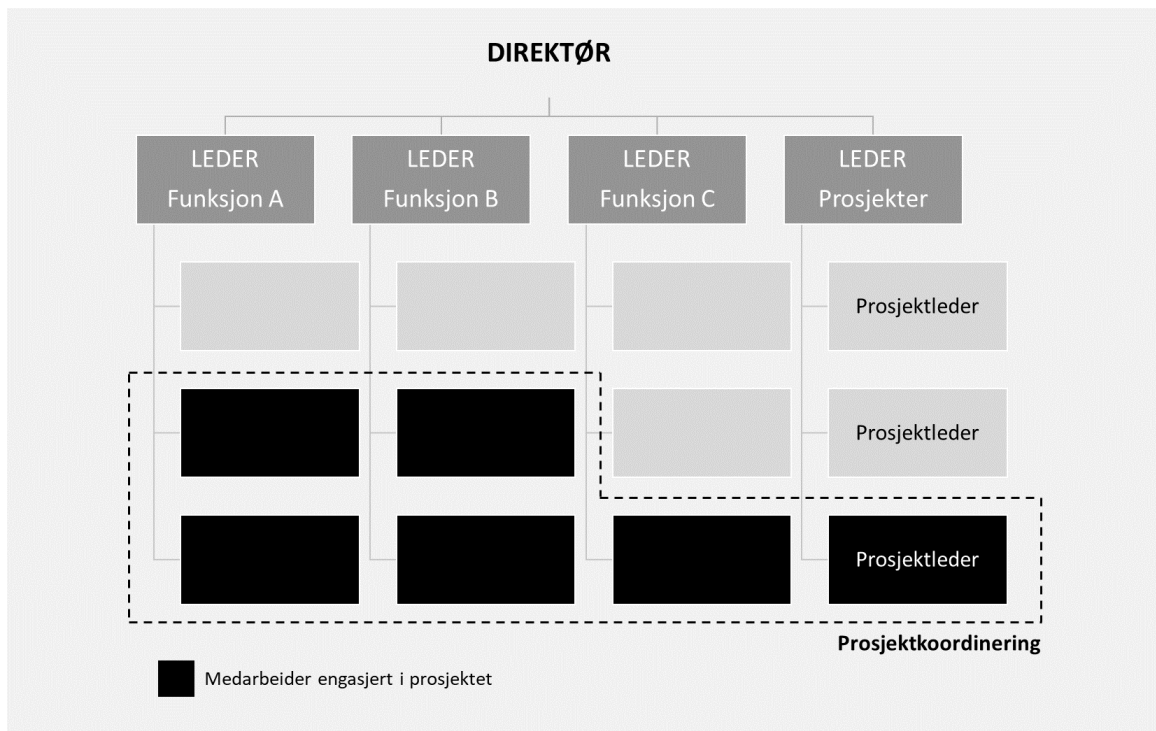 DIREKTØR
LEDER
Funksjon A
LEDER
Funksjon B
LEDER
Funksjon C
LEDER
Prosjekter
Prosjektleder
Prosjektleder
Prosjektleder
Prosjektkoordinering
Medarbeider engasjert i prosjektet